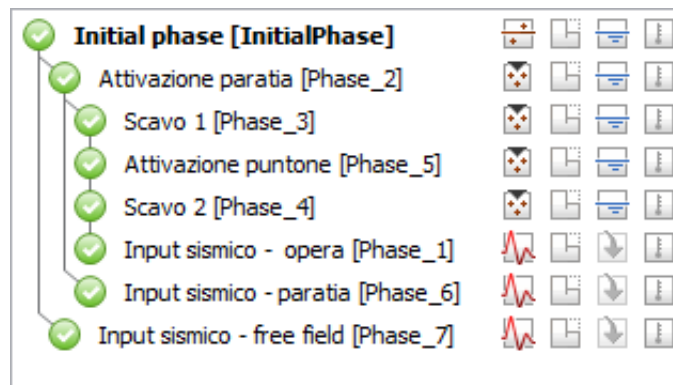 Initial phase [InitialPhase]
Attivazione paratia [Phase_2]
Scavo 1 [Phase_3]
Attivazione puntone [Phase_5]
Scavo 2 [Phase_4]
Input sismico -  opera [Phase_1]
Input sismico - paratia [Phase_6]
Input sismico - free field [Phase_7]